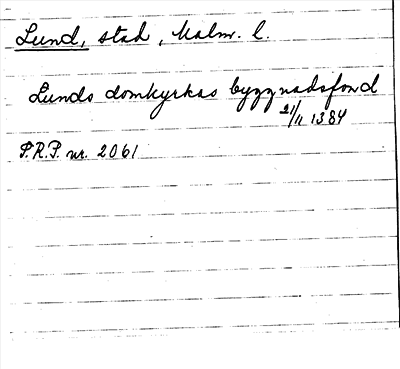 Lund, stad, Malm. l.
Lunds domkyrkas byggnadsfond
21/11 1384
S.R.P. nr. 2061